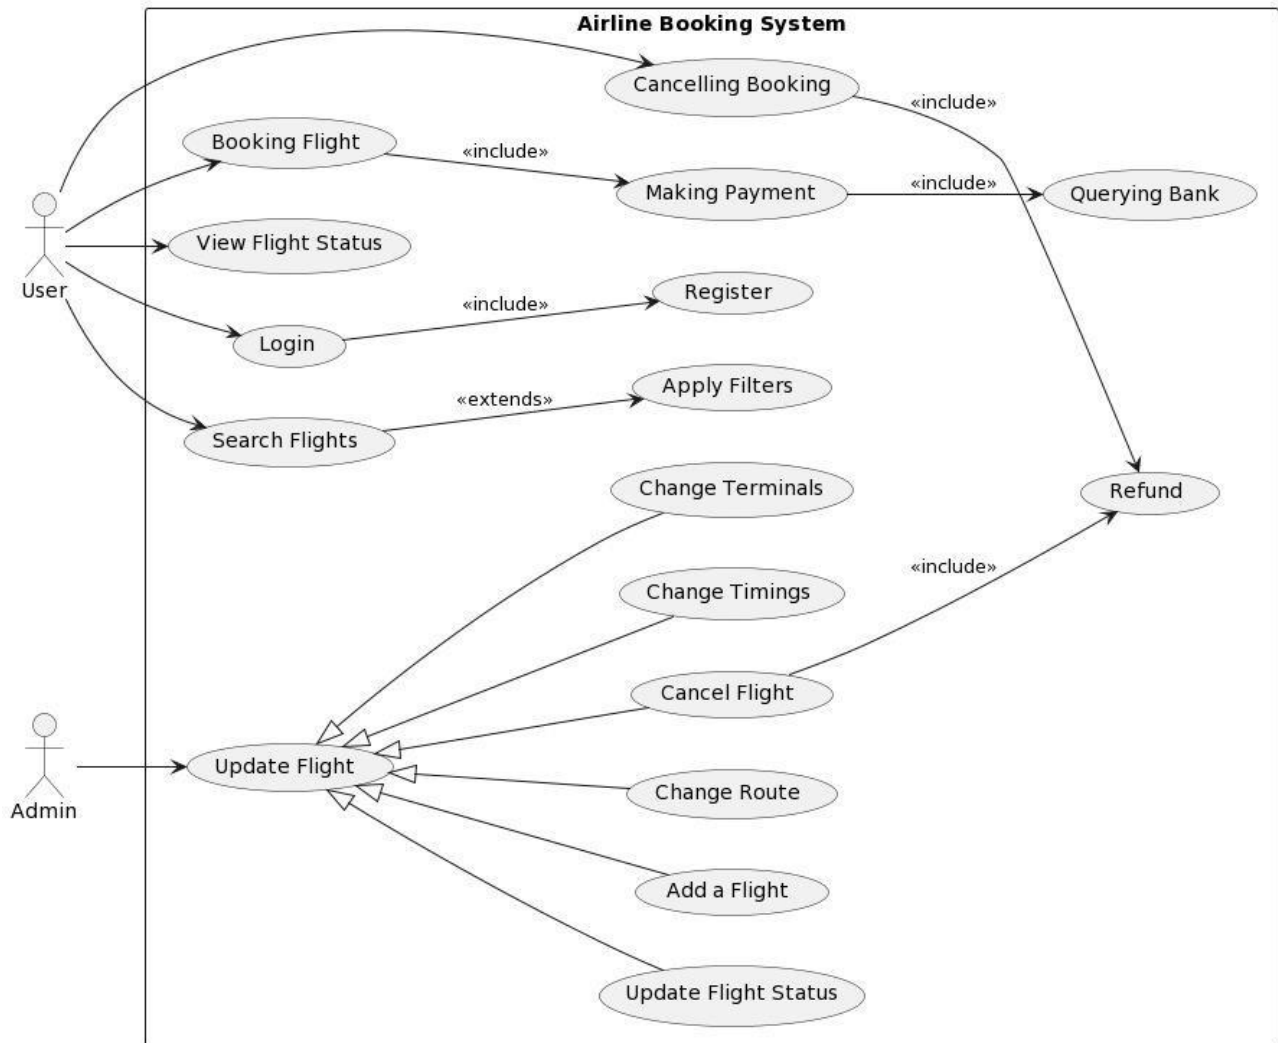 Airline Booking System
Cancelling Booking
«include»
Booking Flight
«include»
Making Payment
«include»
Querying Bank
View Flight Status
User
«include»
Register
Login
Apply Filters
«extends»
Search Flights
Change Terminals
Refund
«include»
Change Timings
Cancel Flight
Update Flight
Change Route
Admin
Add a Flight
Update Flight Status